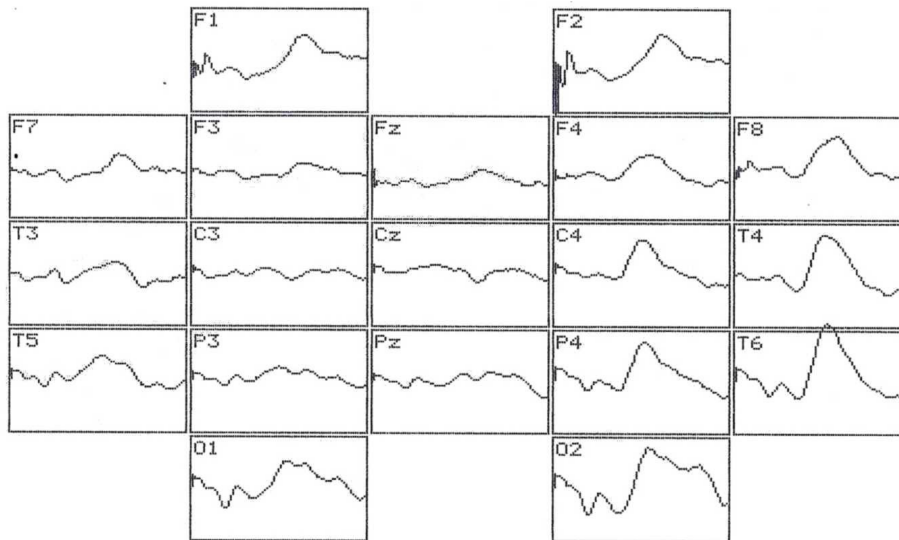 F1 F2
F7 F3 Fz F4 F8
T3 C3 Cz C4 T4
T5 P3 Pz P4 T6
O1 O2